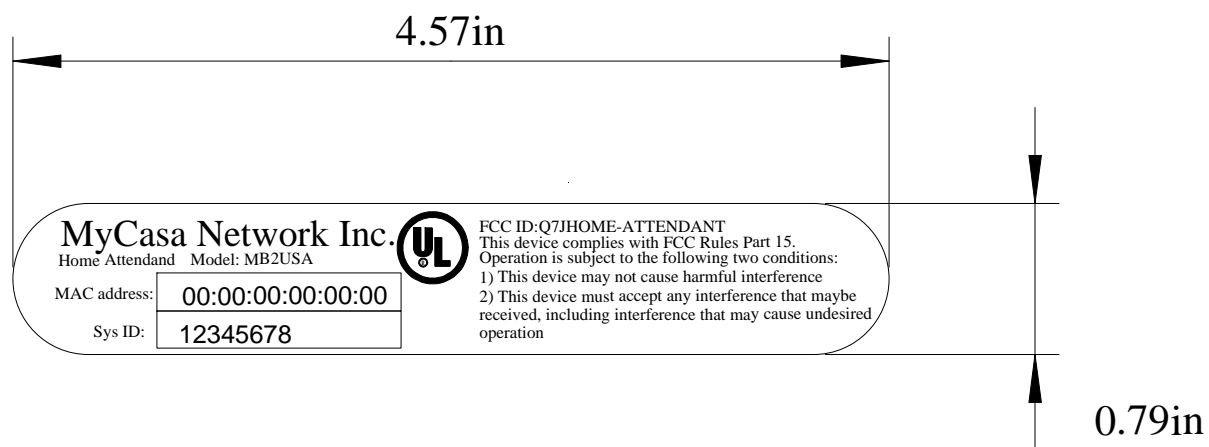 4.57in
MyCasa Network Inc.
Home Attendand Model: MB2USA
MAC address: 00:00:00:00:00:00
Sys ID: 12345678
UL
FCC ID:Q7JHOME-ATTENDANT
This device complies with FCC Rules Part 15.
Operation is subject to the following two conditions:
1) This device may not cause harmful interference
2) This device must accept any interference that maybe
received, including interference that may cause undesired
operation
0.79in